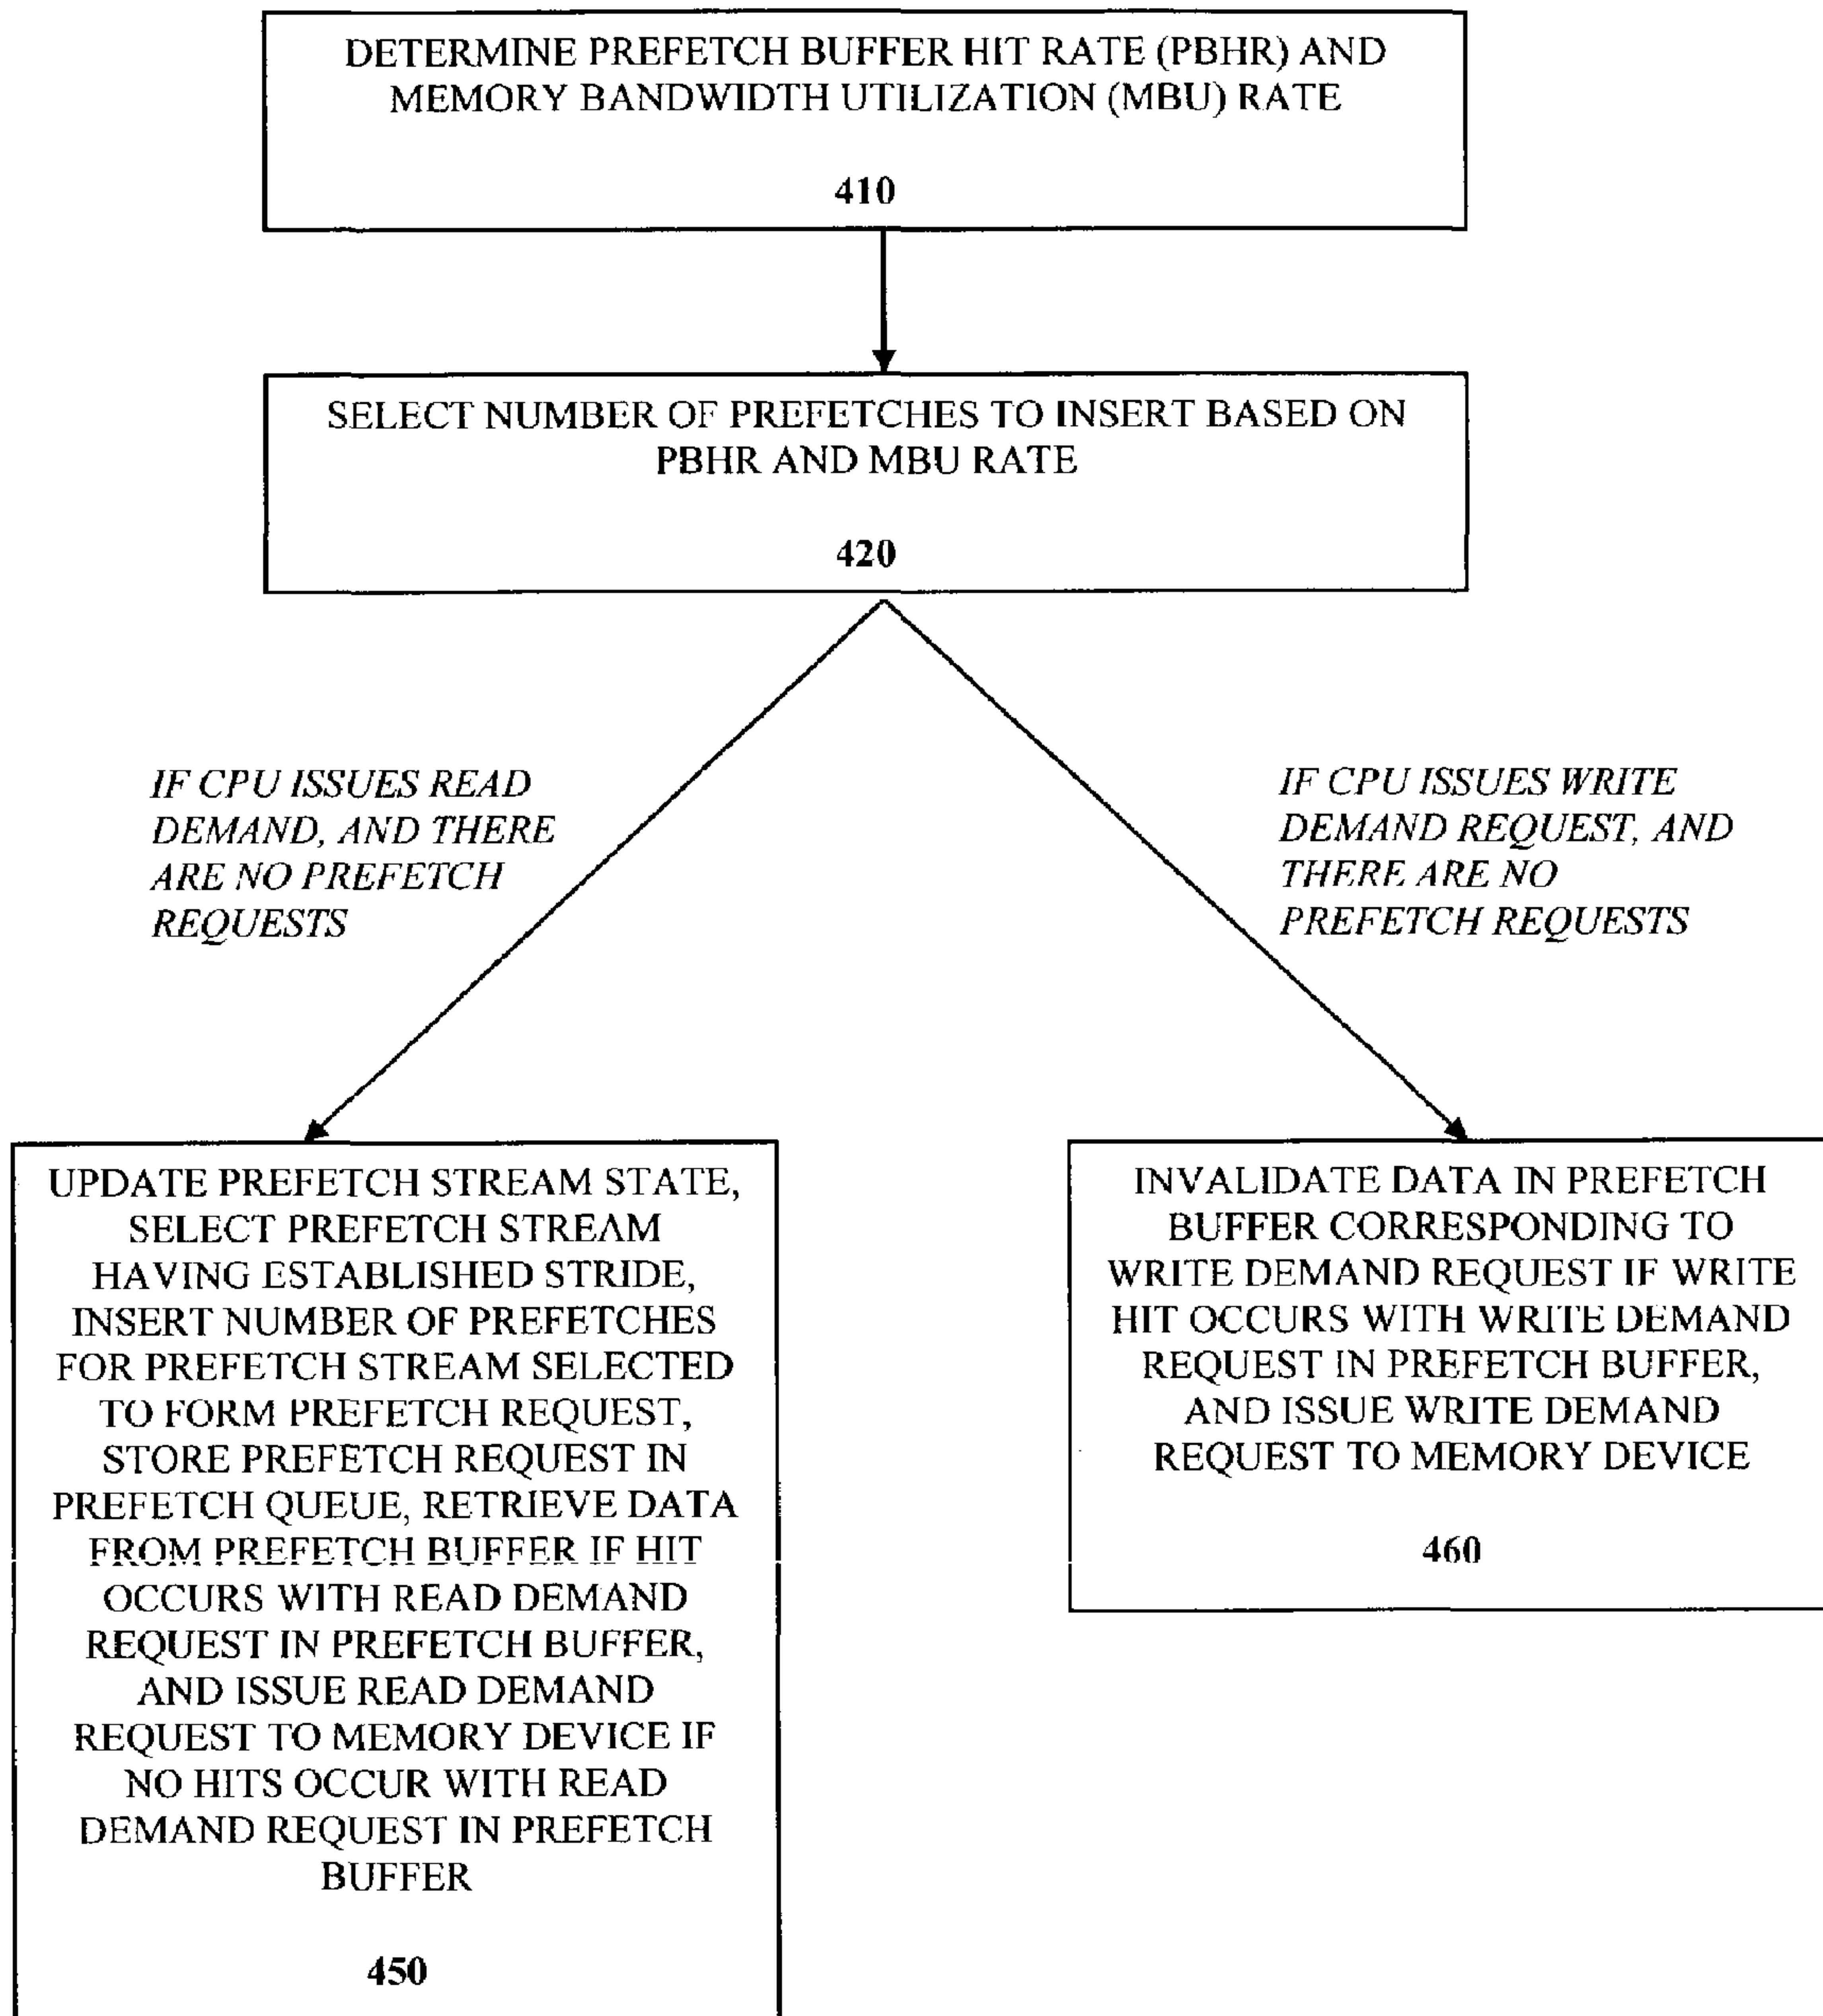 DETERMINE PREFETCH BUFFER HIT RATE (PBHR) AND
MEMORY BANDWIDTH UTILIZATION (MBU) RATE
410
SELECT NUMBER OF PREFETCHES TO INSERT BASED ON
PBHR AND MBU RATE
420
IF CPU ISSUES READ
DEMAND, AND THERE
ARE NO PREFETCH
REQUESTS
IF CPU ISSUES WRITE
DEMAND REQUEST, AND
THERE ARE NO
PREFETCH REQUESTS
UPDATE PREFETCH STREAM STATE,
SELECT PREFETCH STREAM
HAVING ESTABLISHED STRIDE,
INSERT NUMBER OF PREFETCHES
FOR PREFETCH STREAM SELECTED
TO FORM PREFETCH REQUEST,
STORE PREFETCH REQUEST IN
PREFETCH QUEUE, RETRIEVE DATA
FROM PREFETCH BUFFER IF HIT
OCCURS WITH READ DEMAND
REQUEST IN PREFETCH BUFFER,
AND ISSUE READ DEMAND
REQUEST TO MEMORY DEVICE IF
NO HITS OCCUR WITH READ
DEMAND REQUEST IN PREFETCH
BUFFER
450
INVALIDATE DATA IN PREFETCH
BUFFER CORRESPONDING TO
WRITE DEMAND REQUEST IF WRITE
HIT OCCURS WITH WRITE DEMAND
REQUEST IN PREFETCH BUFFER,
AND ISSUE WRITE DEMAND
REQUEST TO MEMORY DEVICE
460